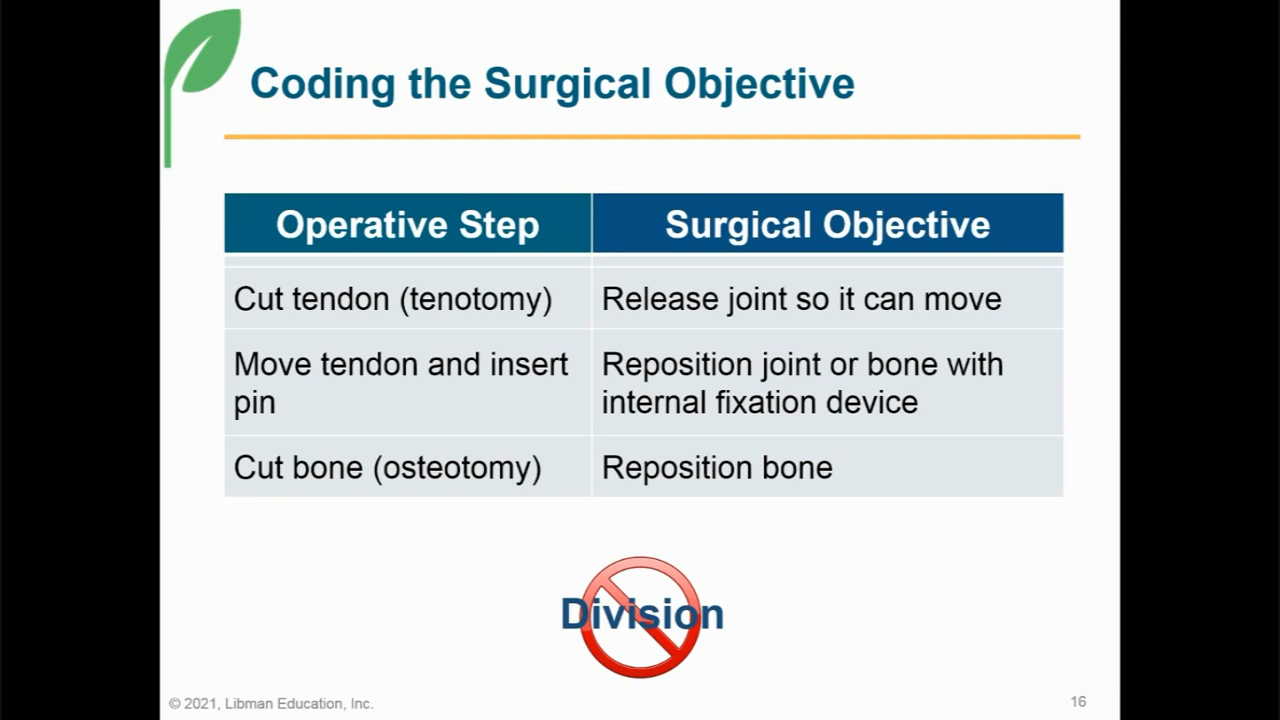 Coding the Surgical Objective
Operative Step
Surgical Objective
Cut tendon (tenotomy)
Release joint so it can move
Move tendon and insert
pin
Reposition joint or bone with
internal fixation device
Cut bone (osteotomy)
Reposition bone
Division
© 2021, Libman Education, Inc.
16